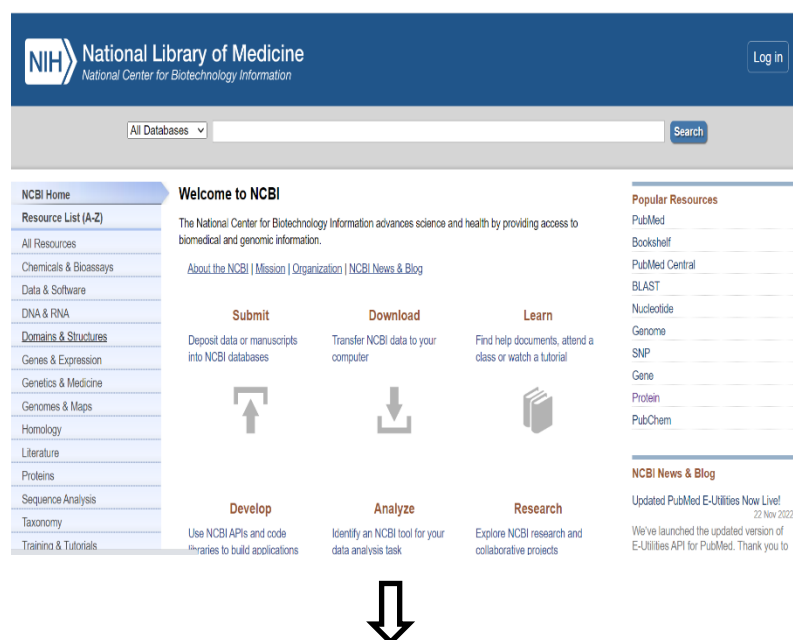 NIH
National Library of Medicine
National Center for Biotechnology Information
Log in
All Databases
Search
NCBI Home
Resource List (A-Z)
All Resources
Chemicals & Bioassays
Data & Software
DNA & RNA
Domains & Structures
Genes & Expression
Genetics & Medicine
Genomes & Maps
Homology
Literature
Proteins
Sequence Analysis
Taxonomy
Training & Tutorials
Welcome to NCBI
The National Center for Biotechnology Information advances science and health by providing access to
biomedical and genomic information.
About the NCBI | Mission | Organization | NCBI News & Blog
Submit
Deposit data or manuscripts
into NCBI databases
Download
Transfer NCBI data to your
computer
Learn
Find help documents, attend a
class or watch a tutorial
Develop
Use NCBI APIs and code
libraries to build applications
Analyze
Identify an NCBI tool for your
data analysis task
Research
Explore NCBI research and
collaborative projects
Popular Resources
PubMed
Bookshelf
PubMed Central
BLAST
Nucleotide
Genome
SNP
Gene
Protein
PubChem
NCBI News & Blog
Updated PubMed E-Utilities Now Live!
22 Nov 2022
We've launched the updated version of
E-Utilities API for PubMed. Thank you to